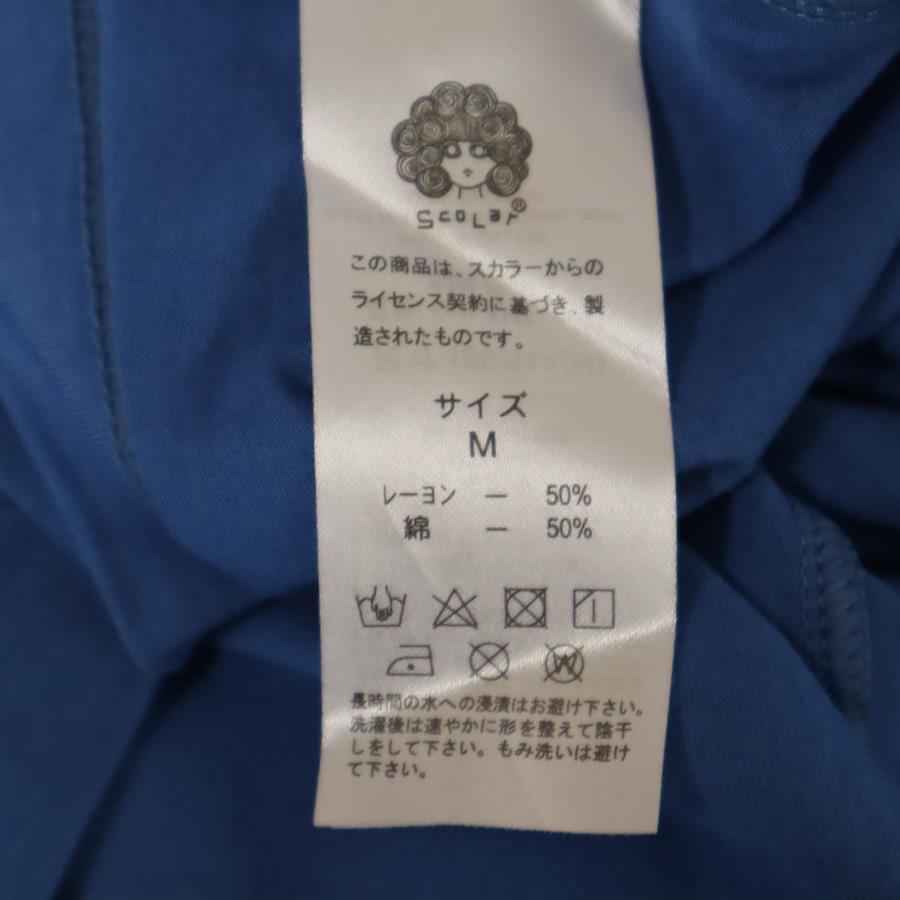 ScoLar®
この商品は、スカラーからの
ライセンス契約に基づき、製
造されたものです。
サイズ
M
レーヨン － 50%
綿 － 50%
長時間の水への浸漬はお避け下さい。
洗濯後は速やかに形を整えて陰干
しをして下さい。もみ洗いは避け
て下さい。